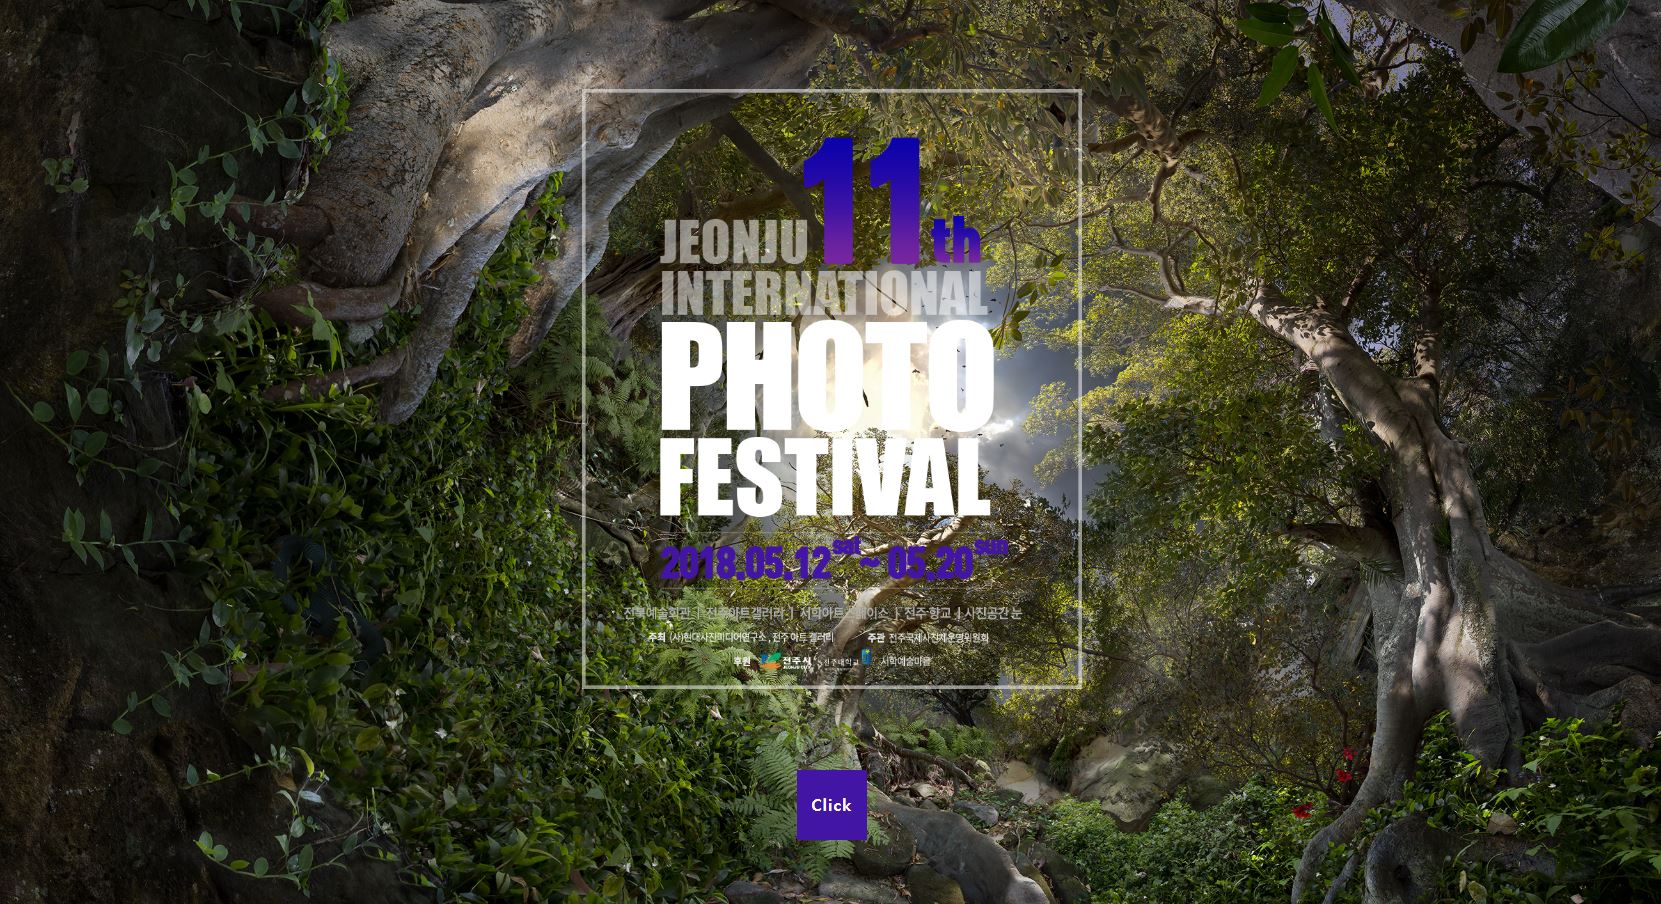 JEONJU 11th
INTERNATIONAL
PHOTO
FESTIVAL
2018.05.12 sat ~ 05.20 sun
전북예술회관 | 전주아트갤러리 | 서학아트스페이스 | 전주 향교 | 사진공간 눈
주최 (사)현대사진미디어연구소, 전주 아트 갤러리 주관 전주국제사진제운영위원회
후원 전주시 JEONJU CITY 전주대학교 서학예술마을
Click